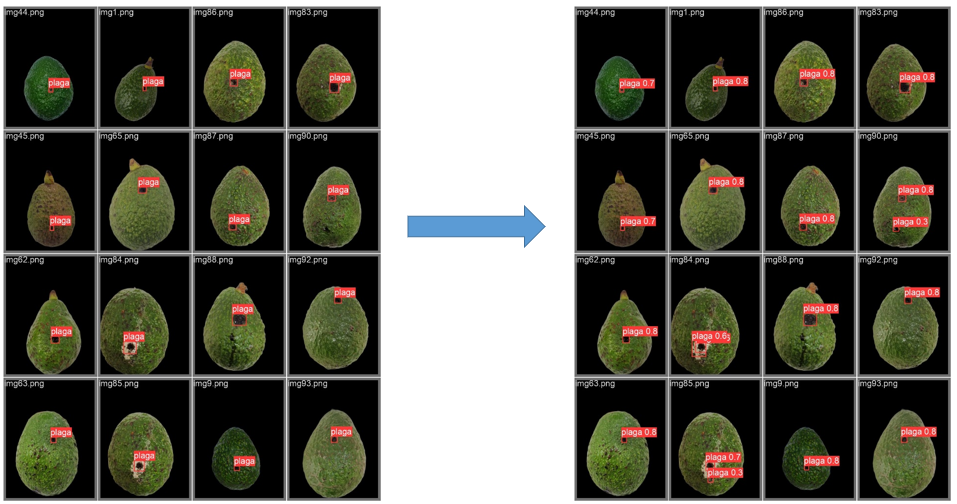 img44.png img1.png img86.png img83.png
plaga plaga plaga plaga
img45.png img65.png img87.png img90.png
plaga plaga plaga plaga
img62.png img84.png img88.png img92.png
plaga plaga plaga plaga
img63.png img85.png img9.png img93.png
plaga plaga plaga plaga
img44.png img1.png img86.png img83.png
plaga 0.7 plaga 0.8 plaga 0.8 plaga 0.8
img45.png img65.png img87.png img90.png
plaga 0.7 plaga 0.8 plaga 0.8 plaga 0.8
plaga 0.3
img62.png img84.png img88.png img92.png
plaga 0.8 plaga 0.6 plaga 0.8 plaga 0.8
img63.png img85.png img9.png img93.png
plaga 0.8 plaga 0.7 plaga 0.8 plaga 0.8
plaga 0.3